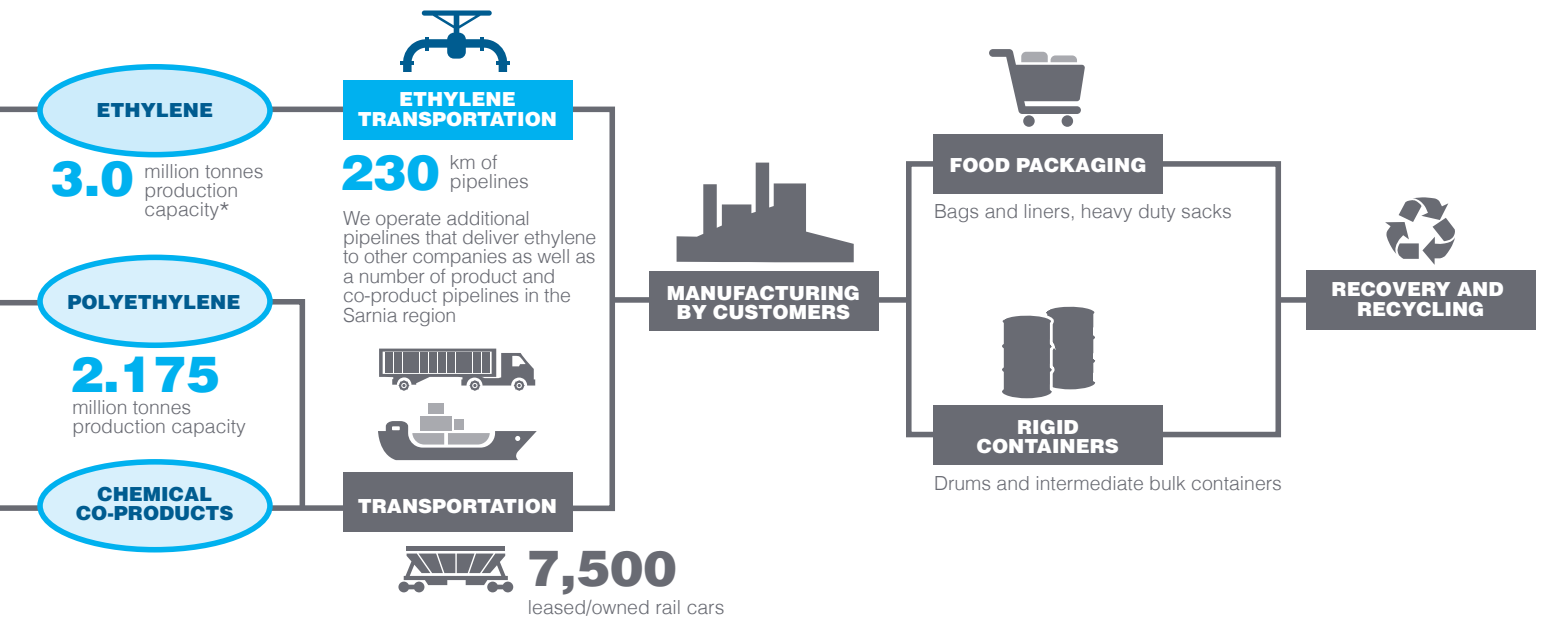 ETHYLENE
3.0
million tonnes
production
capacity*
POLYETHYLENE
2.175
million tonnes
production capacity
CHEMICAL
CO-PRODUCTS
ETHYLENE
TRANSPORTATION
230
km of
pipelines
We operate additional
pipelines that deliver ethylene
to other companies as well as
a number of product and
co-product pipelines in the
Sarnia region
TRANSPORTATION
7,500
leased/owned rail cars
MANUFACTURING
BY CUSTOMERS
FOOD PACKAGING
Bags and liners, heavy duty sacks
RIGID
CONTAINERS
Drums and intermediate bulk containers
RECOVERY AND
RECYCLING